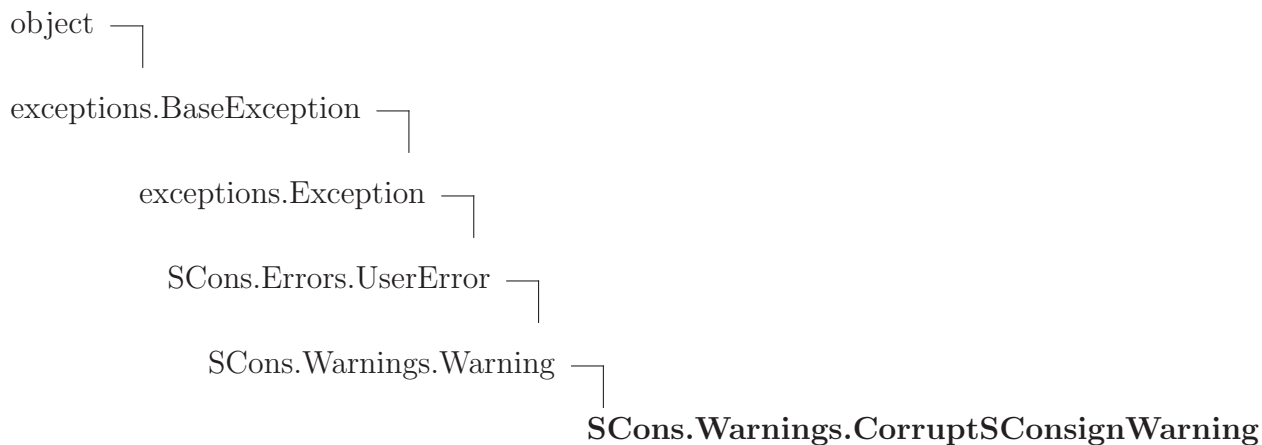 object
exceptions.BaseException
exceptions.Exception
SCons.Errors.UserError
SCons.Warnings.Warning
SCons.Warnings.CorruptSConsignWarning